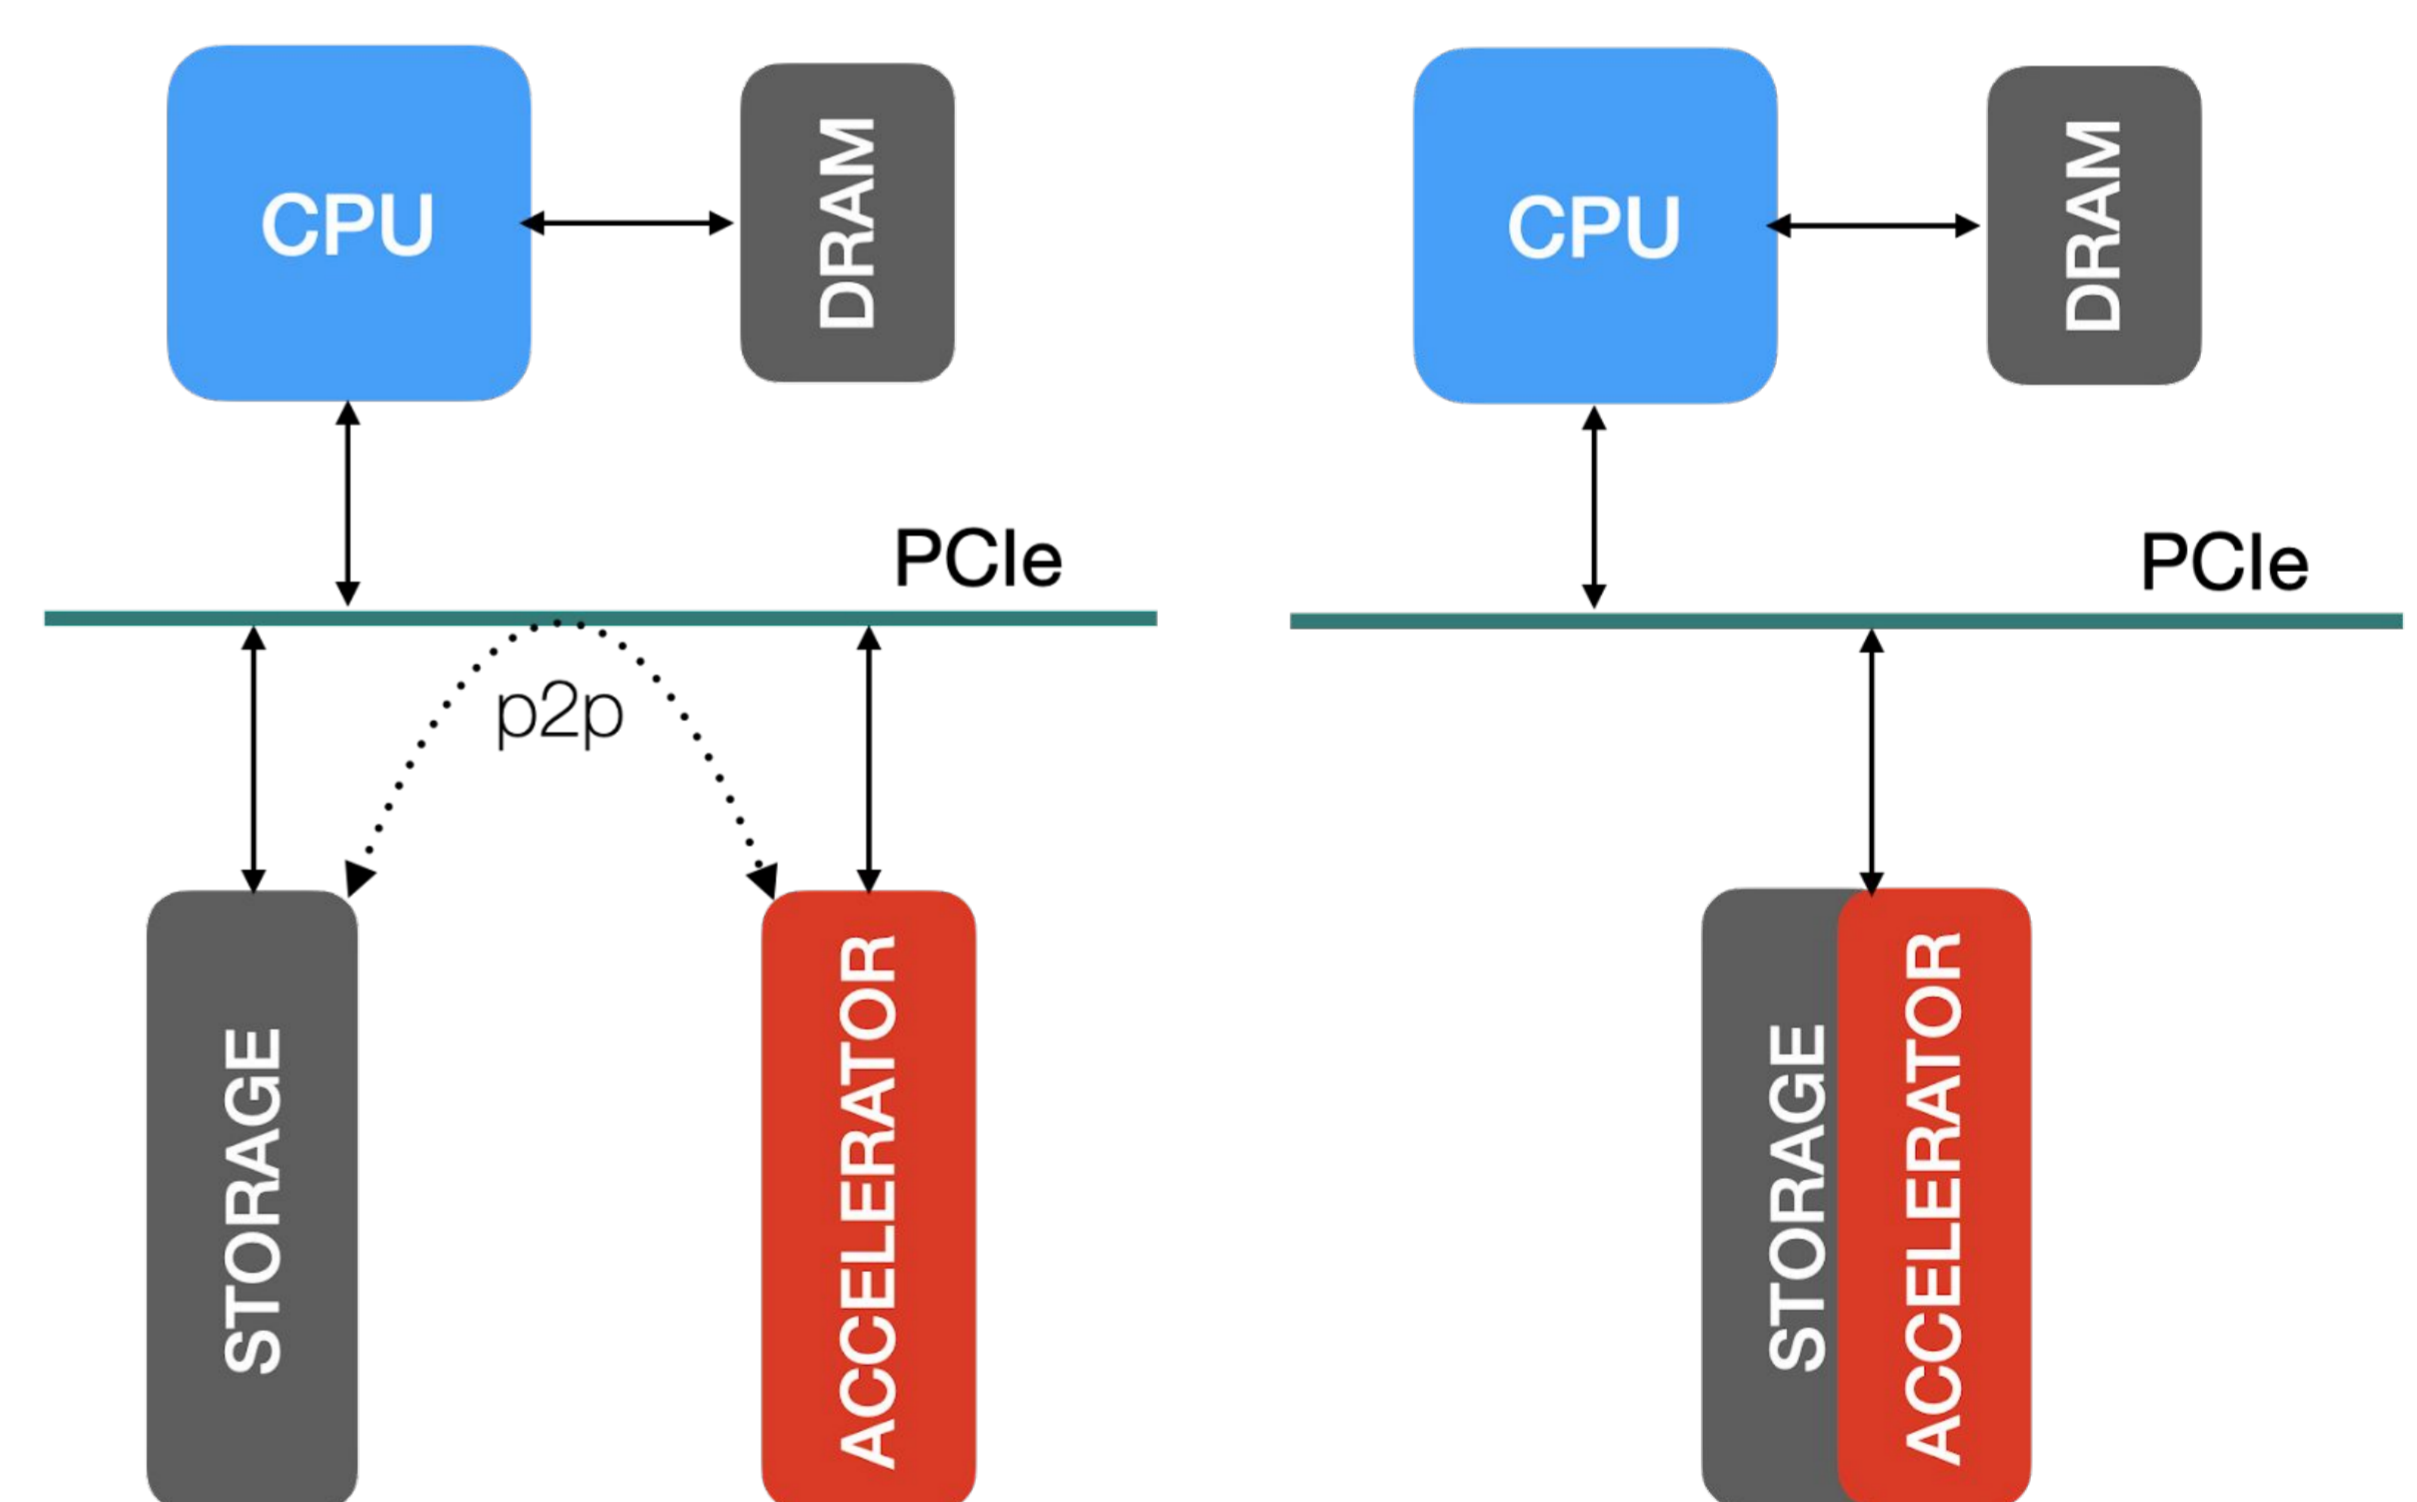 CPU
DRAM
PCIe
p2p
STORAGE
ACCELERATOR
CPU
DRAM
PCIe
STORAGE
ACCELERATOR